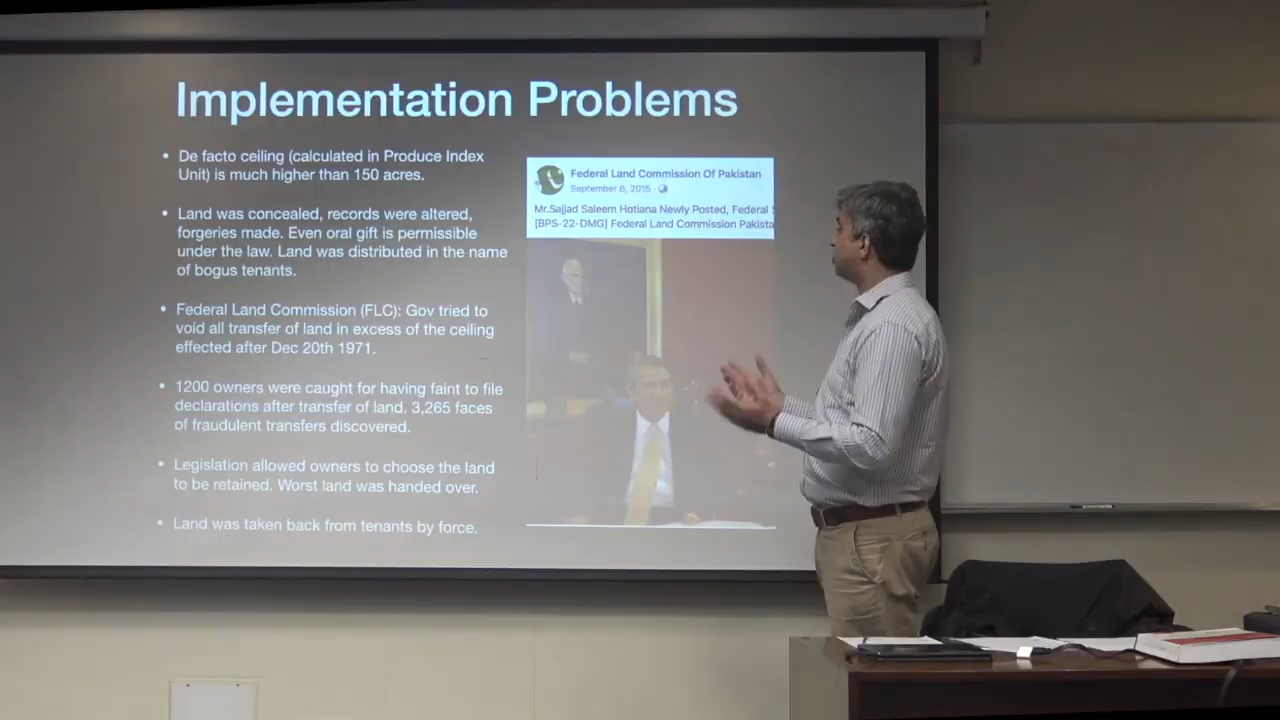 Implementation Problems
• De facto ceiling (calculated in Produce Index
Unit) is much higher than 150 acres.
• Land was concealed, records were altered,
forgeries made. Even oral gift is permissible
under the law. Land was distributed in the name
of bogus tenants.
• Federal Land Commission (FLC): Gov tried to
void all transfer of land in excess of the ceiling
effected after Dec 20th 1971.
• 1200 owners were caught for having faint to file
declarations after transfer of land. 3,265 faces
of fraudulent transfers discovered.
• Legislation allowed owners to choose the land
to be retained. Worst land was handed over.
• Land was taken back from tenants by force.
Federal Land Commission Of Pakistan
September 6, 2015 ·
Mr.Sajjad Saleem Hotiana Newly Posted, Federal
[BPS-22-DMG] Federal Land Commission Pakista